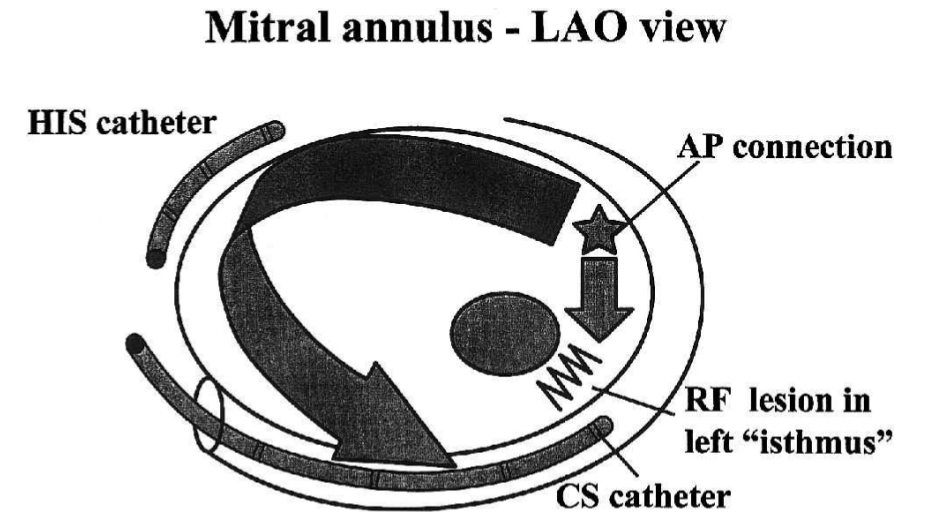 Mitral annulus - LAO view
HIS catheter
AP connection
RF lesion in
left “isthmus”
CS catheter